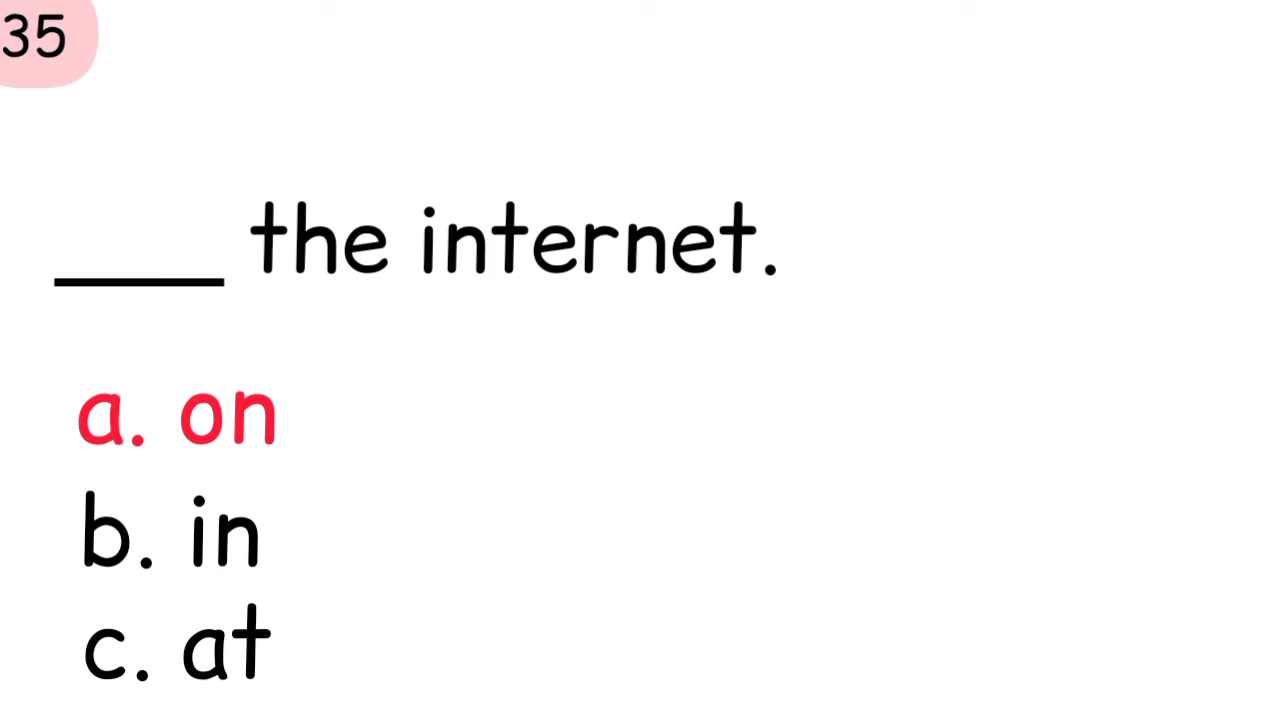 35
___ the internet.
a. on
b. in
c. at